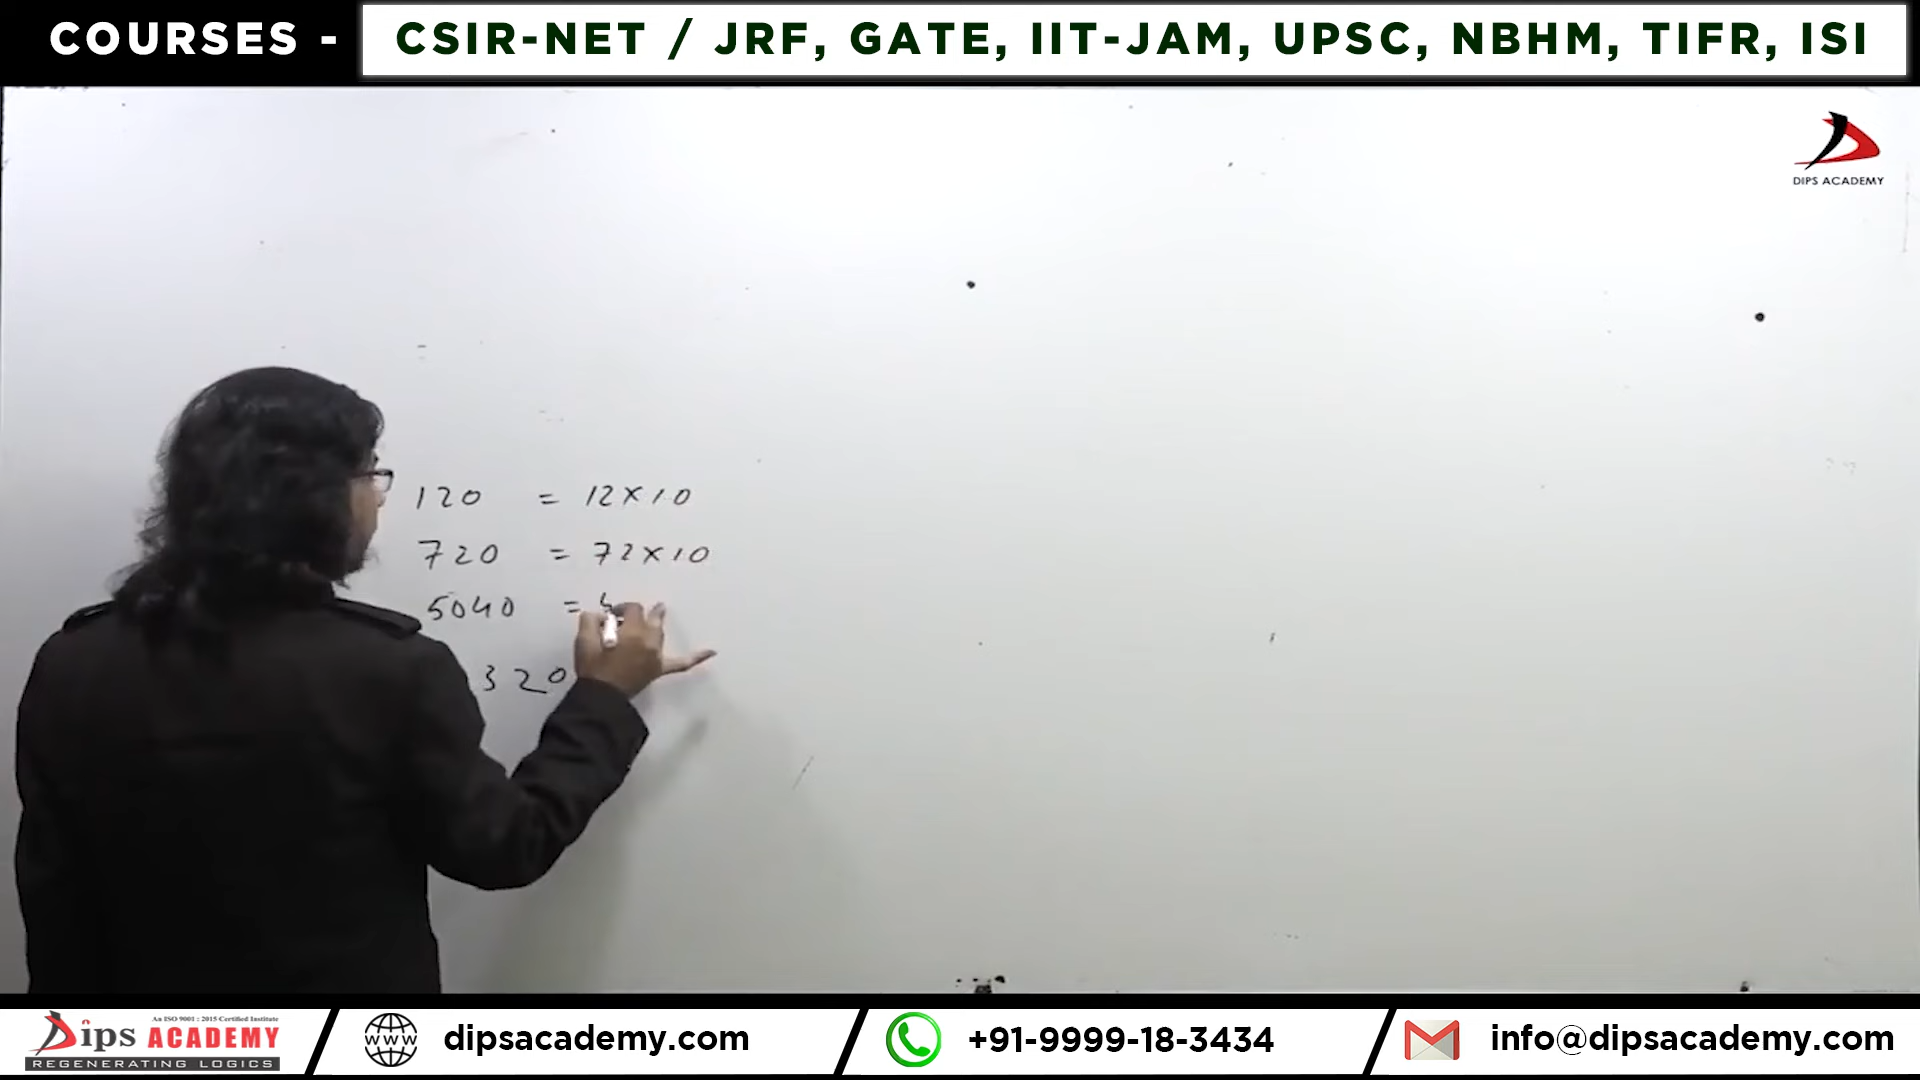 COURSES - CSIR-NET / JRF, GATE, IIT-JAM, UPSC, NBHM, TIFR, ISI
DIPS ACADEMY
120 = 12×10
720 = 72×10
5040 = 5
320
An ISO 9001 : 2015 Certified Institute
Dips ACADEMY
REGENERATING LOGICS
WWW
dipsacademy.com
+91-9999-18-3434
info@dipsacademy.com